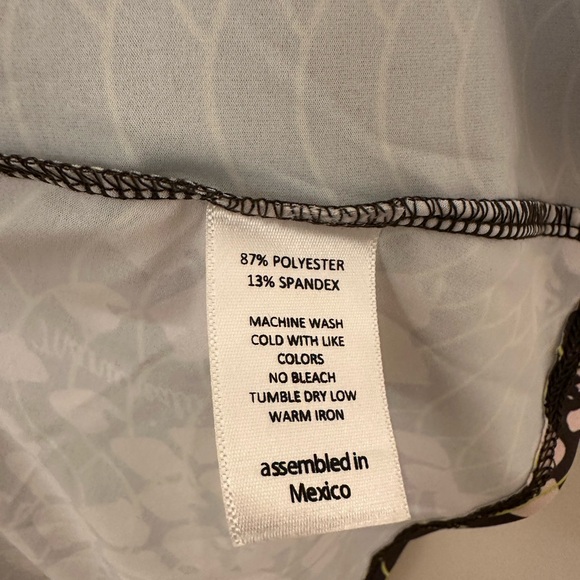 87% POLYESTER
13% SPANDEX
MACHINE WASH
COLD WITH LIKE
COLORS
NO BLEACH
TUMBLE DRY LOW
WARM IRON
assembled in
Mexico